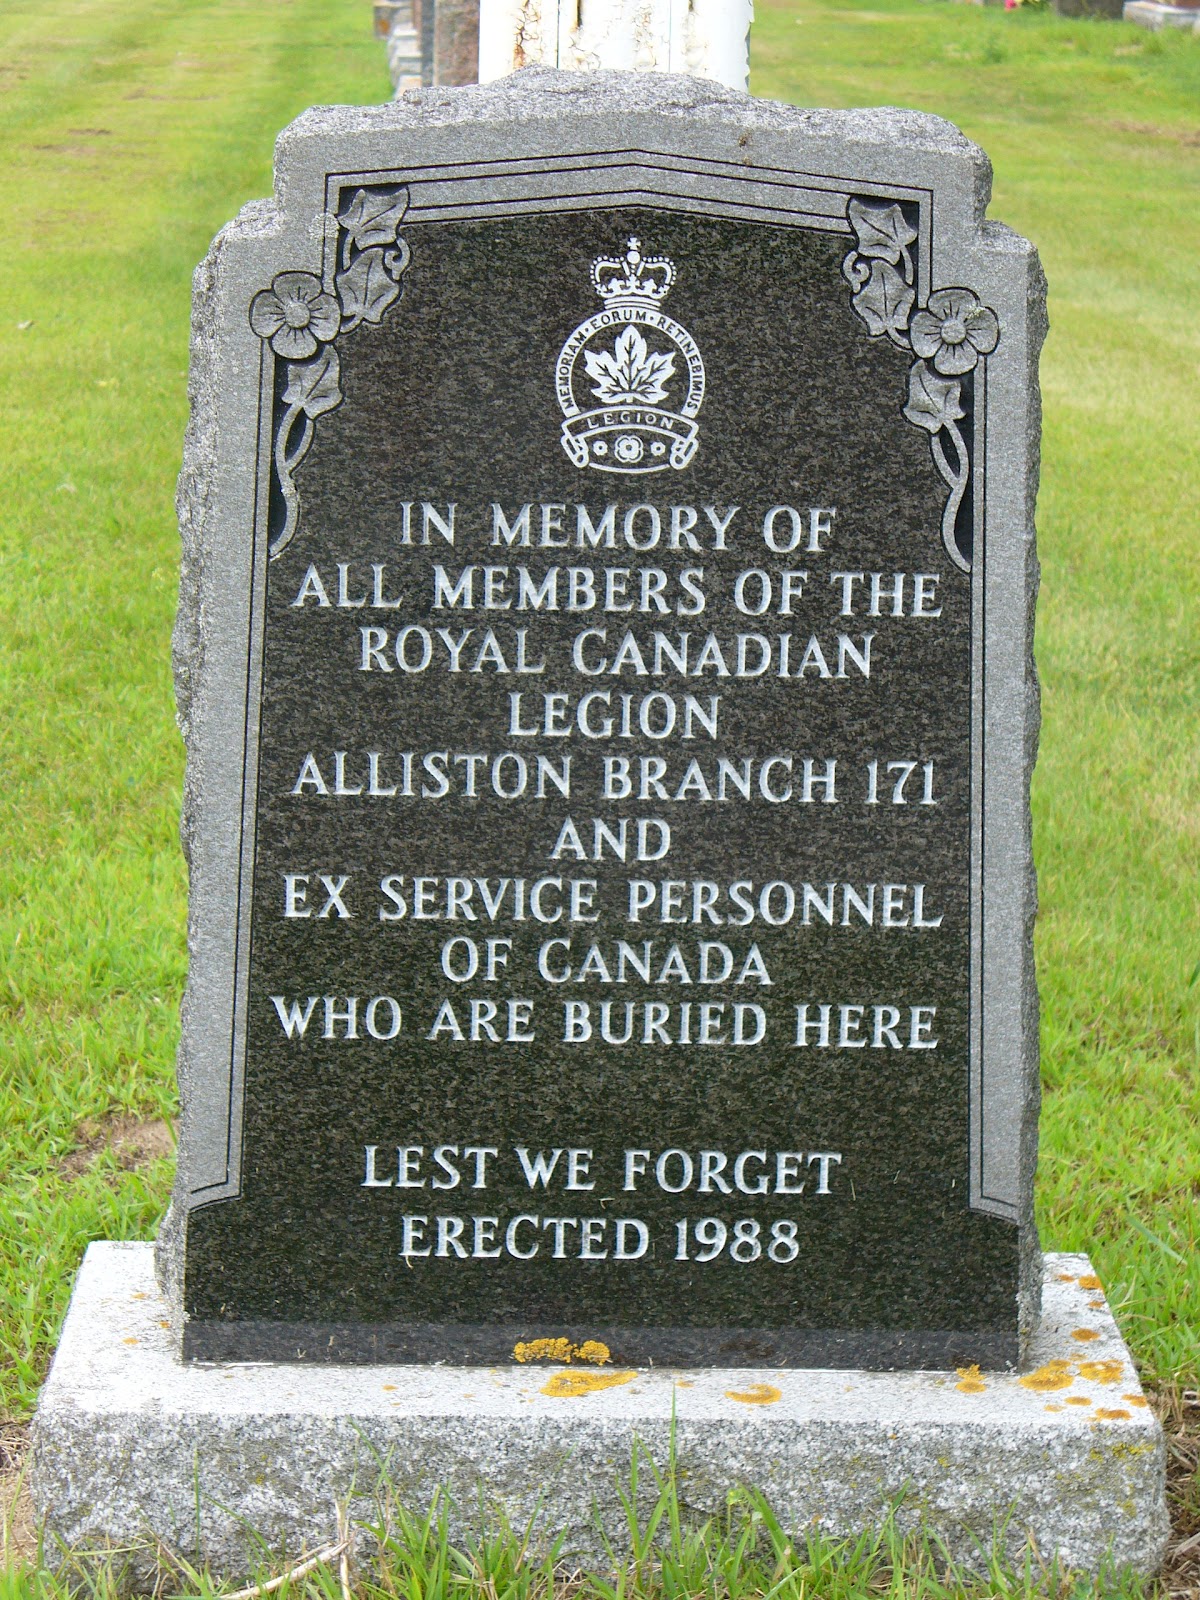 MEMORIAM · EORUM · RETINEBIMUS
LEGION
IN MEMORY OF
ALL MEMBERS OF THE
ROYAL CANADIAN
LEGION
ALLISTON BRANCH 171
AND
EX SERVICE PERSONNEL
OF CANADA
WHO ARE BURIED HERE
LEST WE FORGET
ERECTED 1988